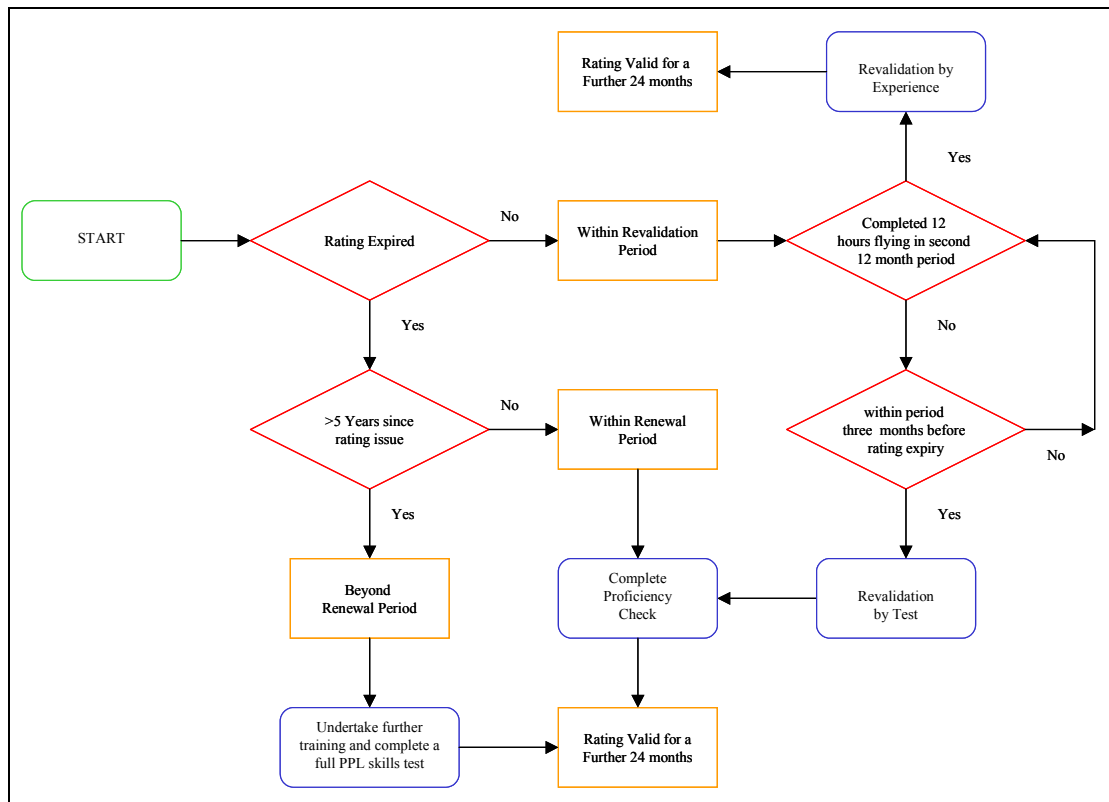 Rating Valid for a
Further 24 months
Revalidation by
Experience
Yes
START
Rating Expired
No
Within Revalidation
Period
Completed 12
hours flying in second
12 month period
Yes
No
>5 Years since
rating issue
No
Within Renewal
Period
within period
three months before
rating expiry
No
Yes
Yes
Beyond
Renewal Period
Complete
Proficiency
Check
Revalidation
by Test
Undertake further
training and complete a
full PPL skills test
Rating Valid for a
Further 24 months